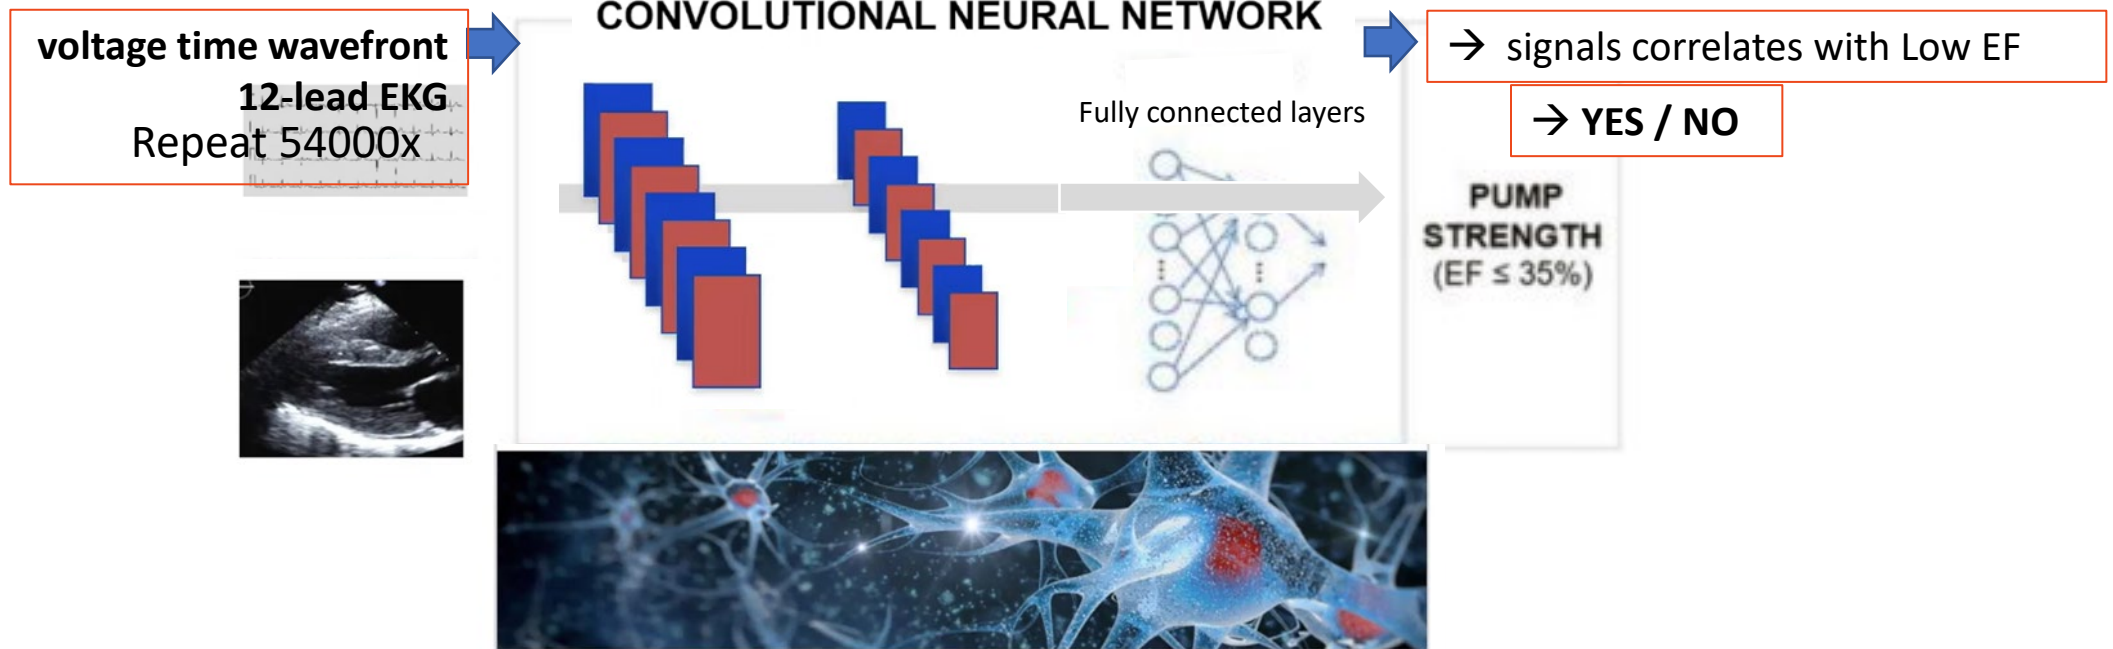 voltage time wavefront
12-lead EKG
Repeat 54000x
CONVOLUTIONAL NEURAL NETWORK
Fully connected layers
→ signals correlates with Low EF
→ YES / NO
PUMP
STRENGTH
(EF ≤ 35%)